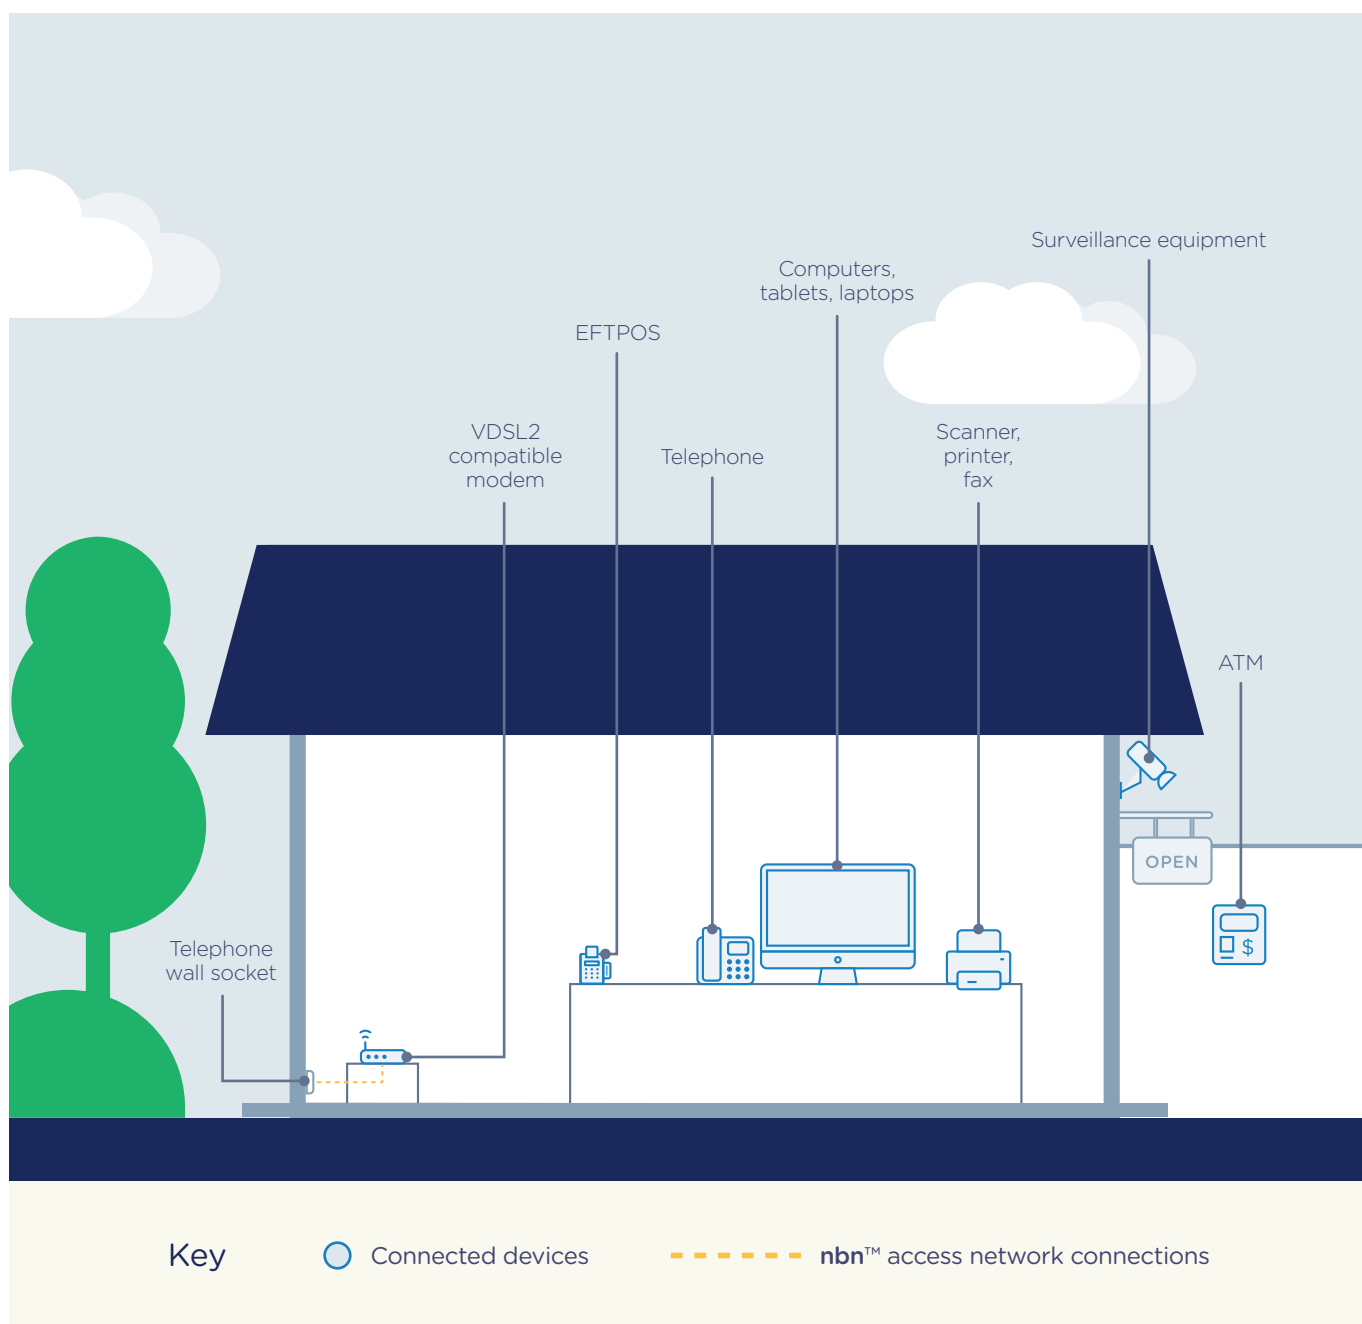 Surveillance equipment
Computers,
tablets, laptops
EFTPOS
VDSL2
compatible
modem
Telephone
Scanner,
printer,
fax
ATM
OPEN
$
Telephone
wall socket
Key
Connected devices
nbn™ access network connections